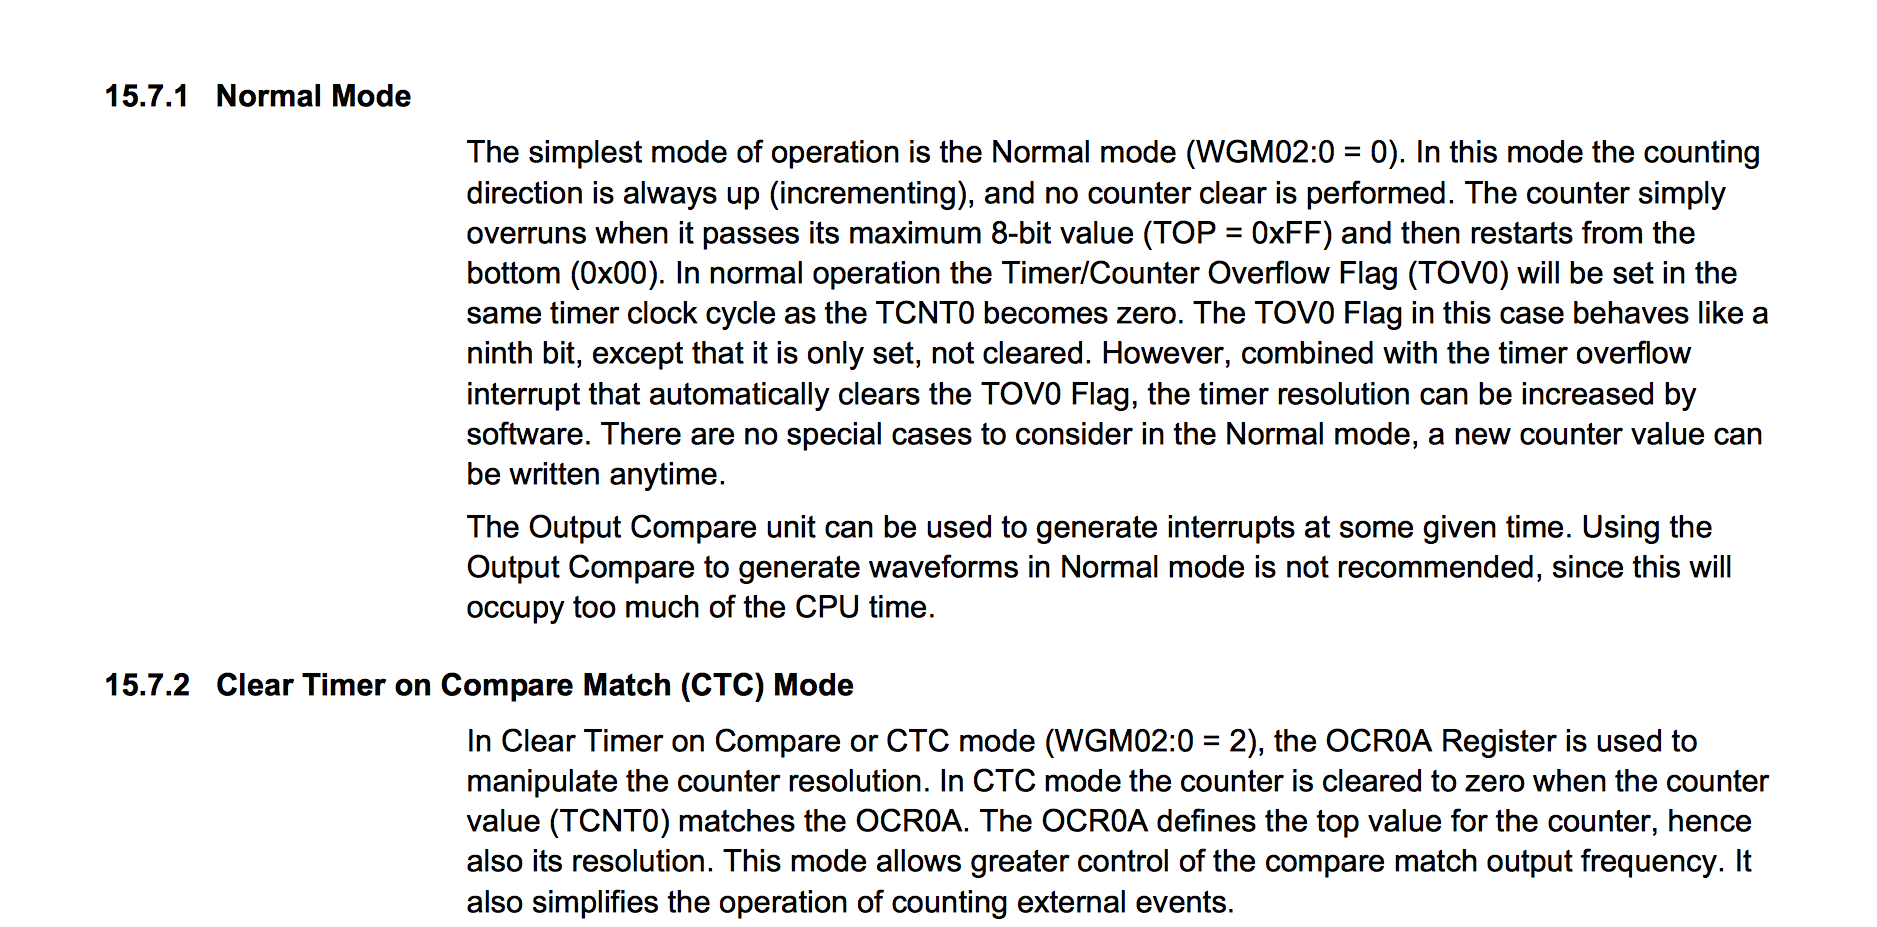 15.7.1 Normal Mode
The simplest mode of operation is the Normal mode (WGM02:0 = 0). In this mode the counting
direction is always up (incrementing), and no counter clear is performed. The counter simply
overruns when it passes its maximum 8-bit value (TOP = 0xFF) and then restarts from the
bottom (0x00). In normal operation the Timer/Counter Overflow Flag (TOV0) will be set in the
same timer clock cycle as the TCNT0 becomes zero. The TOV0 Flag in this case behaves like a
ninth bit, except that it is only set, not cleared. However, combined with the timer overflow
interrupt that automatically clears the TOV0 Flag, the timer resolution can be increased by
software. There are no special cases to consider in the Normal mode, a new counter value can
be written anytime.
The Output Compare unit can be used to generate interrupts at some given time. Using the
Output Compare to generate waveforms in Normal mode is not recommended, since this will
occupy too much of the CPU time.
15.7.2 Clear Timer on Compare Match (CTC) Mode
In Clear Timer on Compare or CTC mode (WGM02:0 = 2), the OCR0A Register is used to
manipulate the counter resolution. In CTC mode the counter is cleared to zero when the counter
value (TCNT0) matches the OCR0A. The OCR0A defines the top value for the counter, hence
also its resolution. This mode allows greater control of the compare match output frequency. It
also simplifies the operation of counting external events.